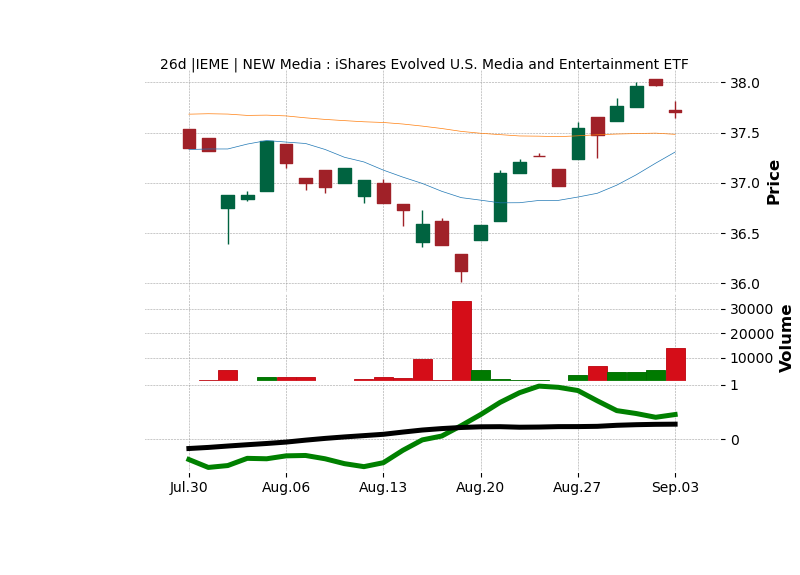 26d |IEME | NEW Media : iShares Evolved U.S. Media and Entertainment ETF
38.0
37.5
37.0
36.5
36.0
Price
30000
20000
10000
Volume
1
0
Jul.30 Aug.06 Aug.13 Aug.20 Aug.27 Sep.03